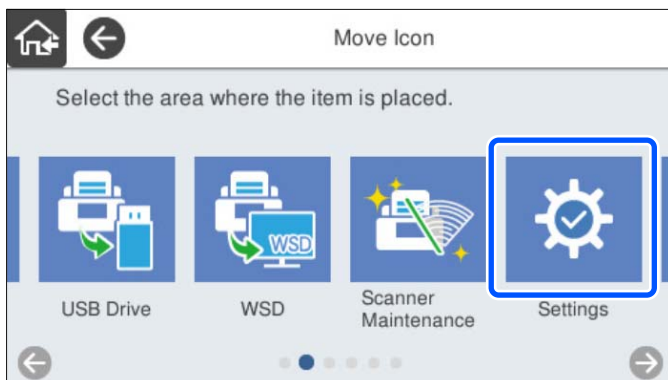 Move Icon
Select the area where the item is placed.
WSD
USB Drive
WSD
Scanner
Maintenance
Settings